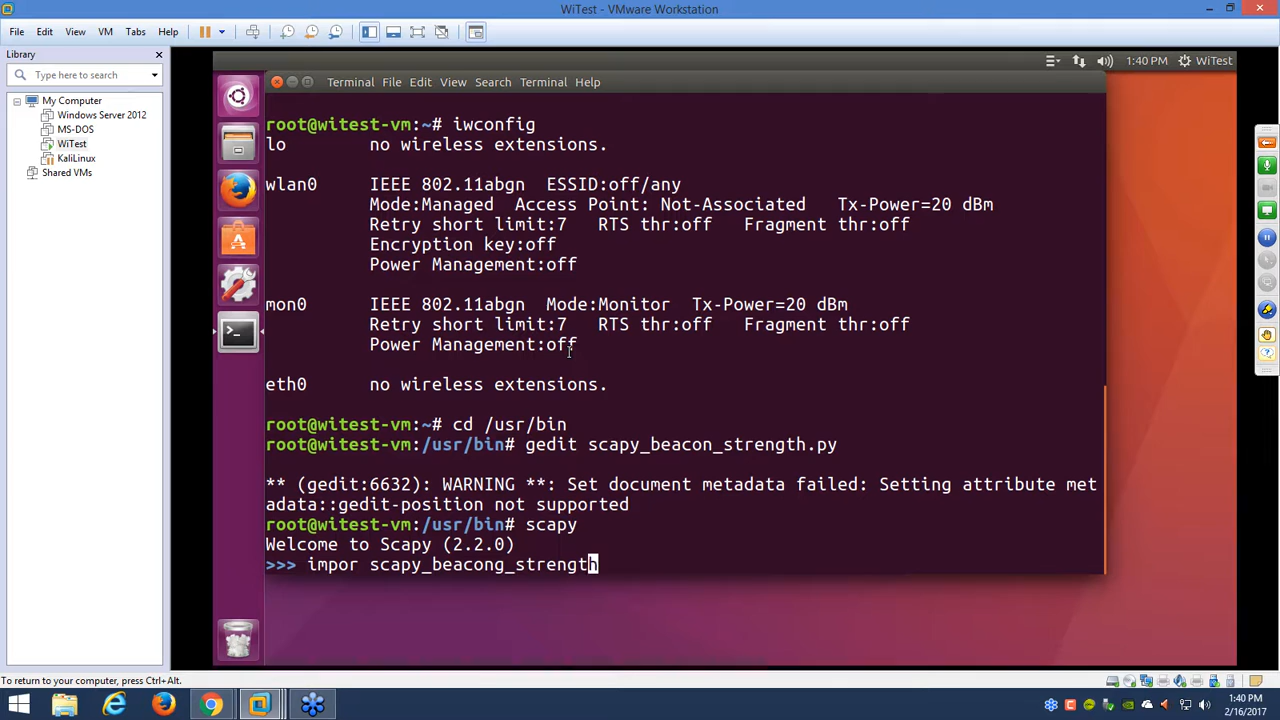 WiTest - VMware Workstation
File Edit View VM Tabs Help
Library
Type here to search
My Computer
Windows Server 2012
MS-DOS
WiTest
KaliLinux
Shared VMs
1:40 PM WiTest
Terminal File Edit View Search Terminal Help
root@witest-vm:~# iwconfig
lo no wireless extensions.
wlan0 IEEE 802.11abgn ESSID:off/any
Mode:Managed Access Point: Not-Associated Tx-Power=20 dBm
Retry short limit:7 RTS thr:off Fragment thr:off
Encryption key:off
Power Management:off
mon0 IEEE 802.11abgn Mode:Monitor Tx-Power=20 dBm
Retry short limit:7 RTS thr:off Fragment thr:off
Power Management:off
eth0 no wireless extensions.
root@witest-vm:~# cd /usr/bin
root@witest-vm:/usr/bin# gedit scapy_beacon_strength.py
** (gedit:6632): WARNING **: Set document metadata failed: Setting attribute met
adata::gedit-position not supported
root@witest-vm:/usr/bin# scapy
Welcome to Scapy (2.2.0)
>>> impor scapy_beacong_strength
To return to your computer, press Ctrl+Alt.
1:40 PM
2/16/2017